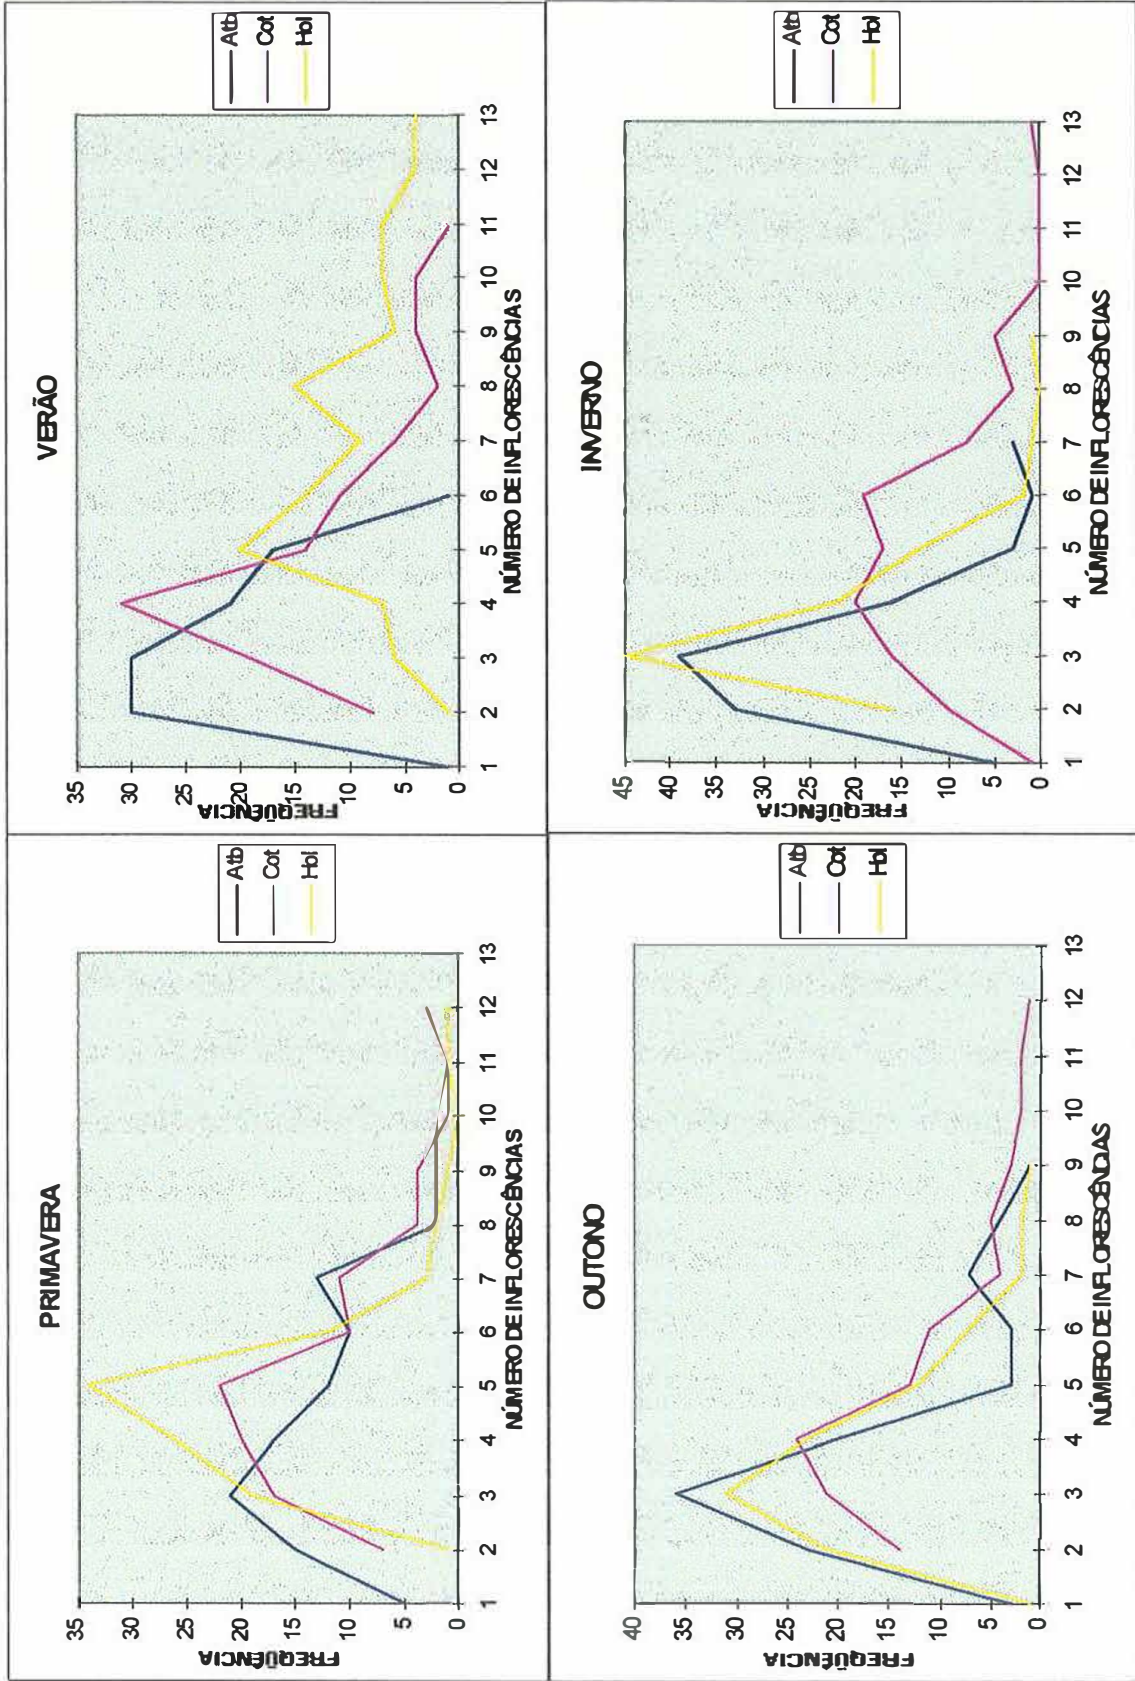 PRIMAVERA
FREQÜÊNCIA
35
30
25
20
15
10
5
0
1 2 3 4 5 6 7 8 9 10 11 12 13
NÚMERO DE INFLORESCÊNCIAS
Atb
Cot
Hol
VERÃO
FREQÜÊNCIA
35
30
25
20
15
10
5
0
1 2 3 4 5 6 7 8 9 10 11 12 13
NÚMERO DE INFLORESCÊNCIAS
Atb
Cot
Hol
OUTONO
FREQÜÊNCIA
40
35
30
25
20
15
10
5
0
1 2 3 4 5 6 7 8 9 10 11 12 13
NÚMERO DE INFLORESCÊNCIAS
Atb
Cot
Hol
INVERNO
FREQÜÊNCIA
45
40
35
30
25
20
15
10
5
0
1 2 3 4 5 6 7 8 9 10 11 12 13
NÚMERO DE INFLORESCÊNCIAS
Atb
Cot
Hol